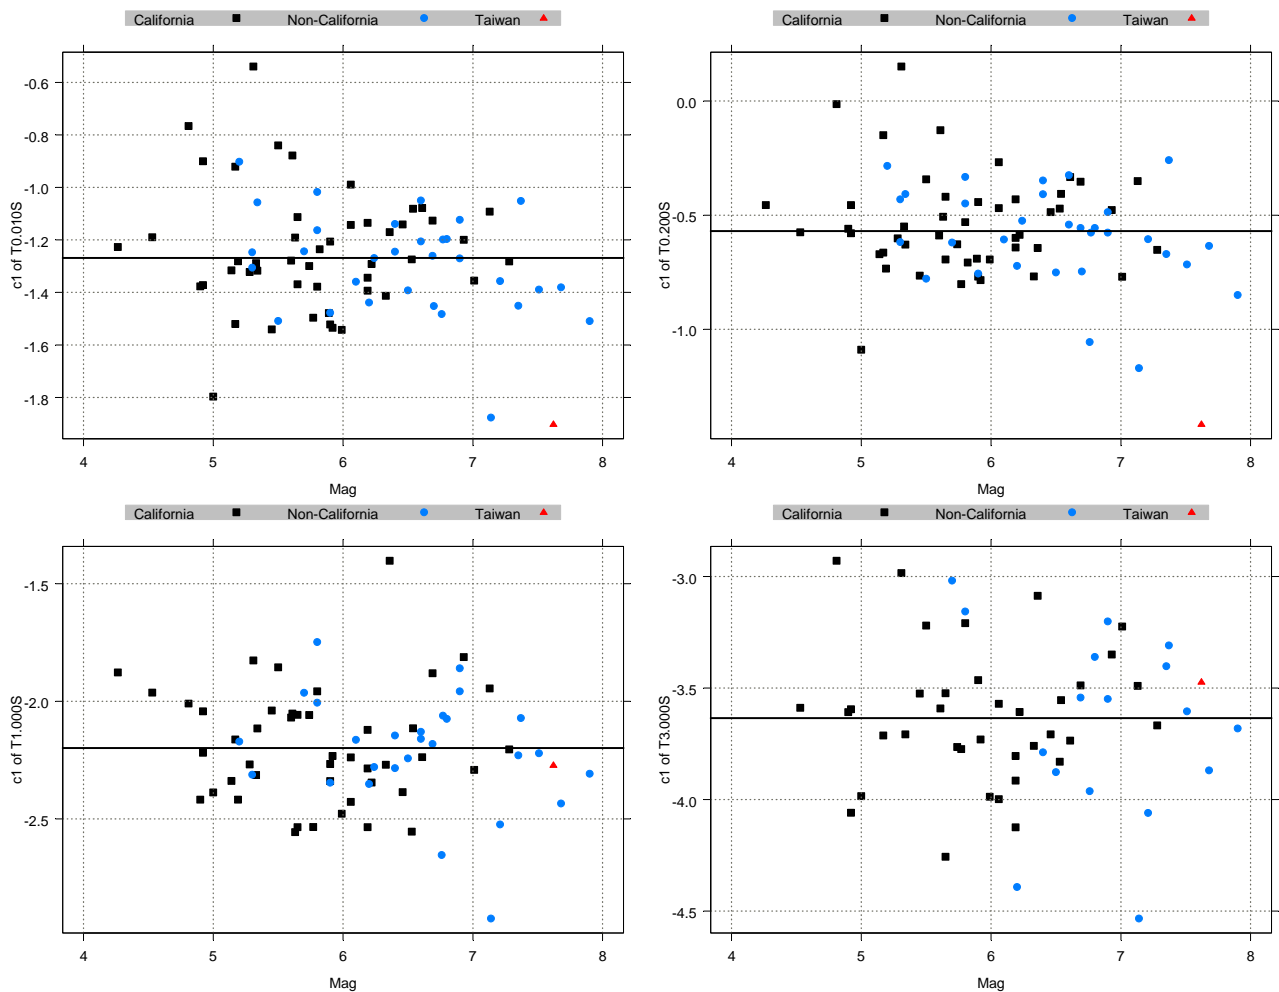 California Non-California Taiwan
-0.6
-0.8
-1.0
-1.2
-1.4
-1.6
-1.8
c1 of T0.010S
4 5 6 7 8
Mag
California Non-California Taiwan
0.0
-0.5
-1.0
c1 of T0.200S
4 5 6 7 8
Mag
California Non-California Taiwan
-1.5
-2.0
-2.5
c1 of T1.000S
4 5 6 7 8
Mag
California Non-California Taiwan
-3.0
-3.5
-4.0
-4.5
c1 of T3.000S
4 5 6 7 8
Mag